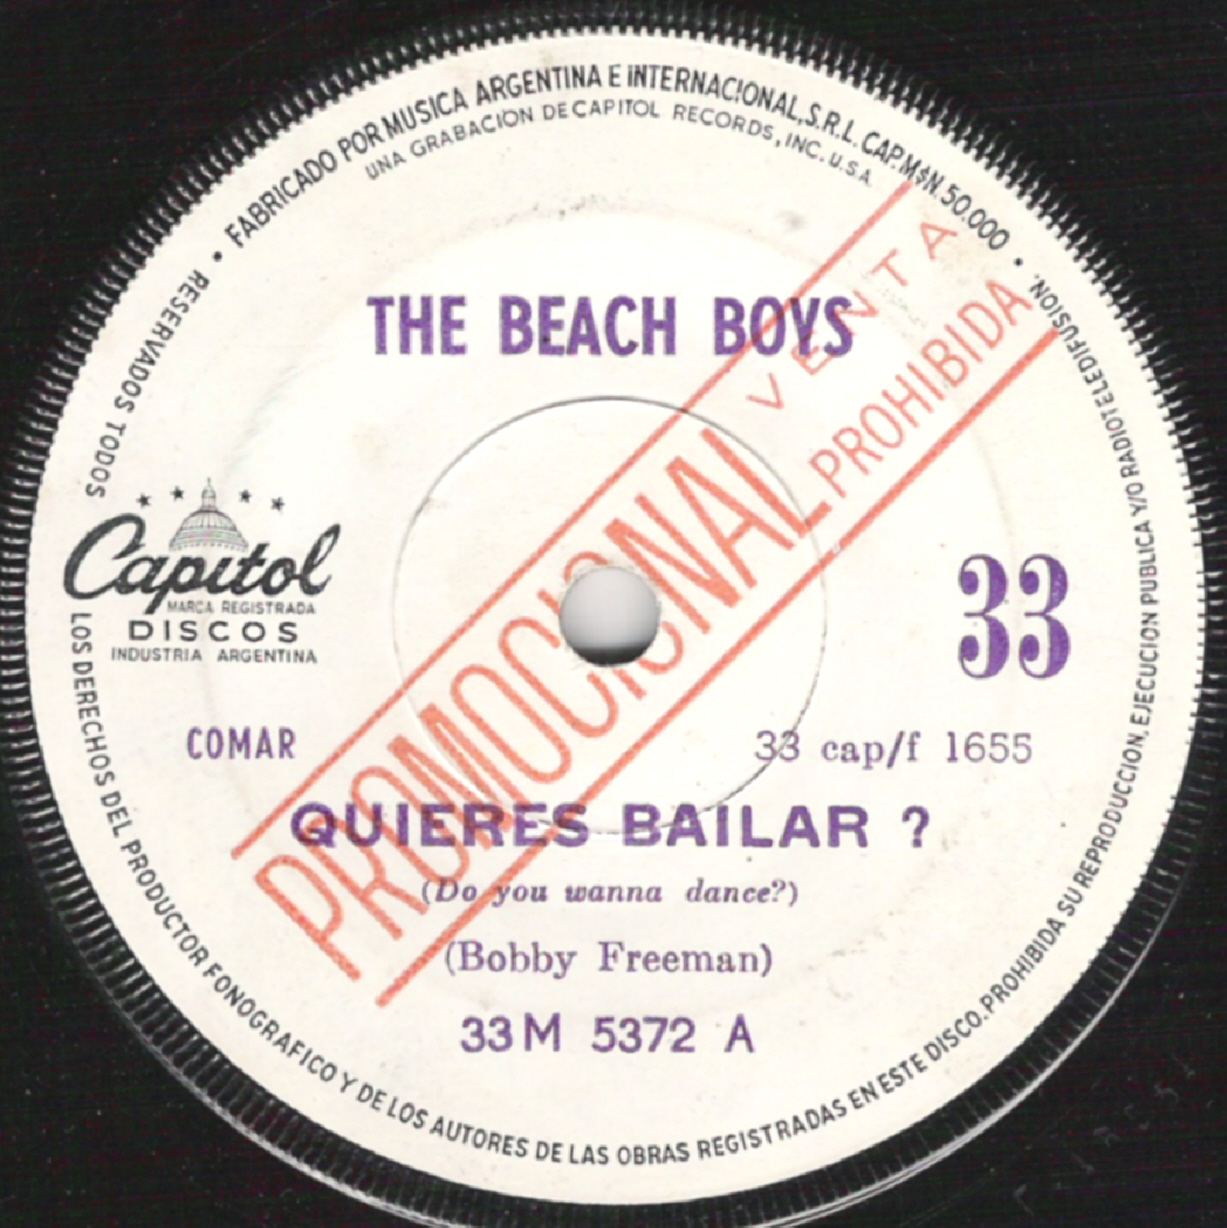 FABRICADO POR MUSICA ARGENTINA E INTERNACIONAL, S.R.L. CAP. M$N. 50.000
UNA GRABACION DE CAPITOL RECORDS, INC. U.S.A.
THE BEACH BOYS
VENTA
PROHIBIDA
PROMOCIONAL
Capitol
MARCA REGISTRADA
DISCOS
INDUSTRIA ARGENTINA
33
COMAR
33 cap/f 1655
QUIERES BAILAR ?
(Do you wanna dance?)
(Bobby Freeman)
33 M 5372 A
RESERVADOS TODOS
LOS DERECHOS DEL PRODUCTOR FONOGRAFICO Y DE LOS AUTORES DE LAS OBRAS REGISTRADAS EN ESTE DISCO. PROHIBIDA SU REPRODUCCION, EJECUCION PUBLICA Y/O RADIOTELEDIFUSION.